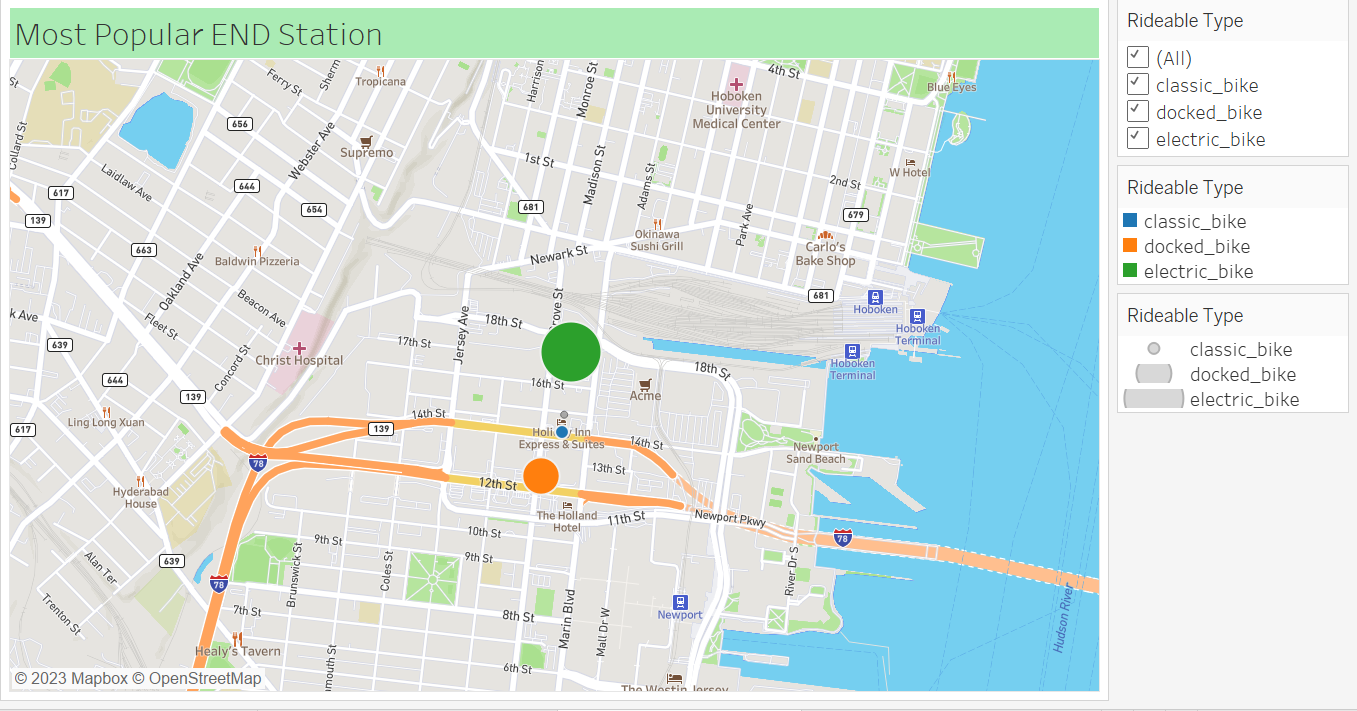 Most Popular END Station
St
Ferry St
Sherm
Tropicana
Harrison
Monroe St
4th St
Blue Eyes
Hoboken
University
Medical Center
656
Collard St
Webster Ave
Supremo
1st St
Madison St
Adams St
W Hotel
Laidlaw Ave
617
644
2nd St
139
654
681
679
Park Ave
Okinawa
Sushi Grill
Carlo's
Bake Shop
663
Baldwin Pizzeria
Newark St
Oakland Ave
681
Hoboken
Hoboken
Terminal
Beacon Ave
k Ave
Fleet St
Jersey Ave
18th St
rove St
639
17th St
Concord St
Christ Hospital
Hoboken
Terminal
18th St
644
16th St
Acme
139
Ling Long Xuan
14th St
139
617
Inn
Express & Suites
14th St
Newport
Sand Beach
78
13th St
Hyderabad
House
12th St
The Holland
Hotel
11th St
Newport Pkwy
10th St
78
9th St
9th St
639
Alan Ter
Brunswick St
Coles St
River Dr S
78
Trenton St
7th St
8th St
Marin Blvd
Mall Dr W
Newport
Hudson River
Healy's Tavern
mouth St
6th St
The Westin Jersey
© 2023 Mapbox © OpenStreetMap
Rideable Type
(All)
classic_bike
docked_bike
electric_bike
Rideable Type
classic_bike
docked_bike
electric_bike
Rideable Type
classic_bike
docked_bike
electric_bike